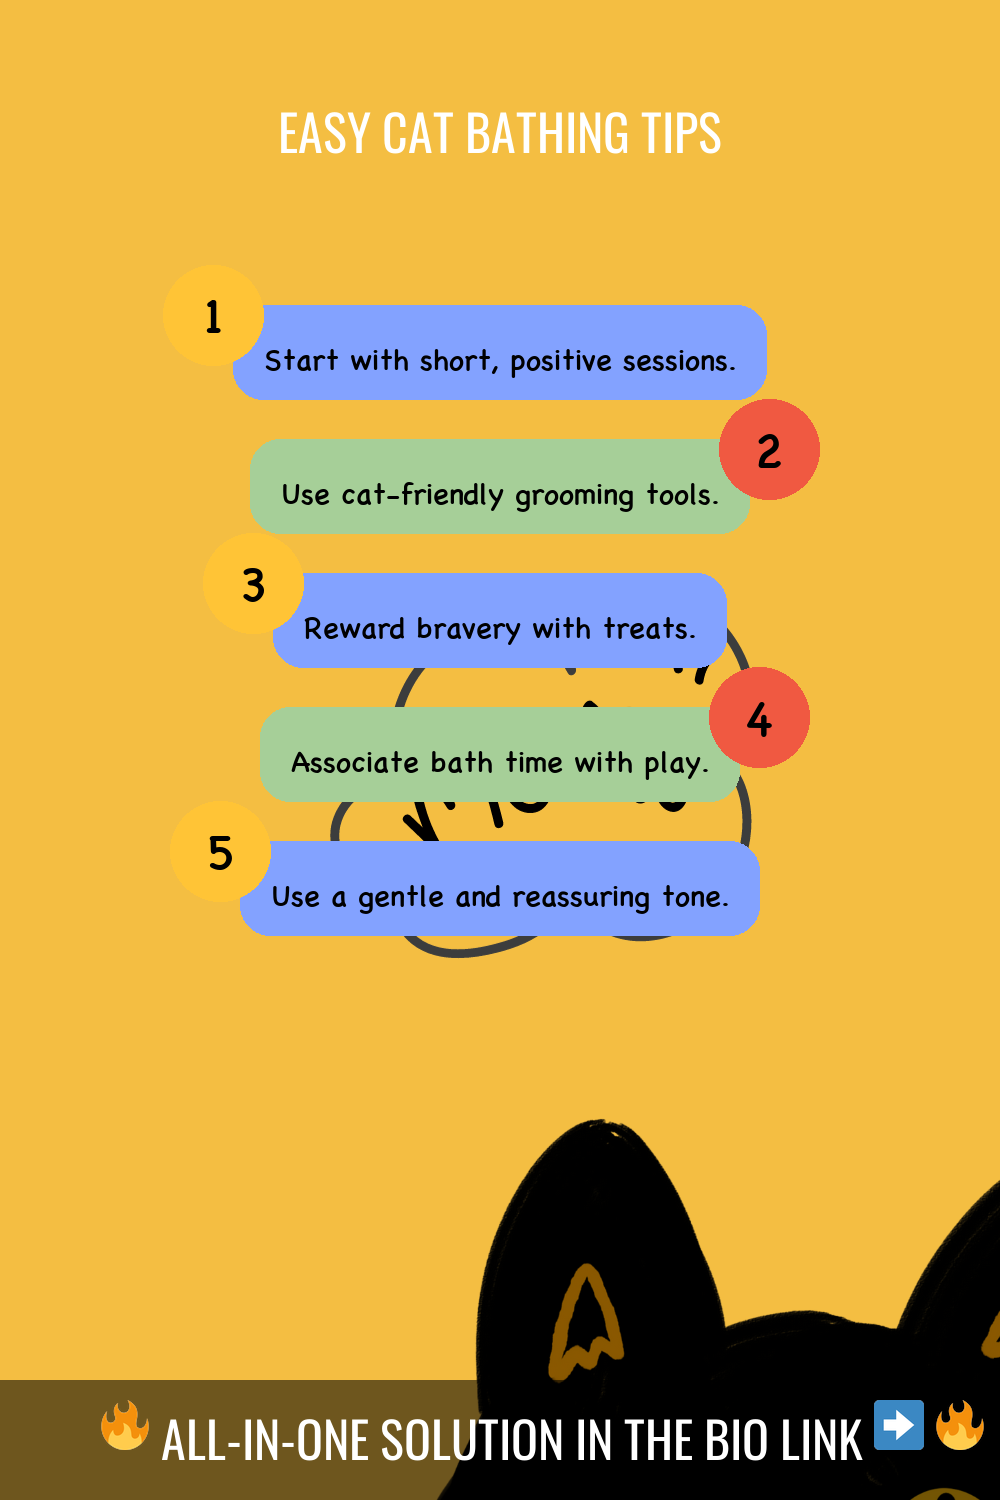 EASY CAT BATHING TIPS
1
Start with short, positive sessions.
2
Use cat-friendly grooming tools.
3
Reward bravery with treats.
4
Associate bath time with play.
5
Use a gentle and reassuring tone.
ALL-IN-ONE SOLUTION IN THE BIO LINK